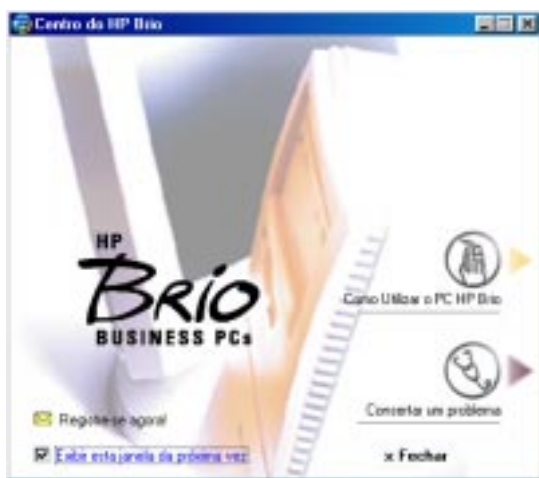 Centro do HP Brio
HP
Brio
BUSINESS PCs
Como Utilizar o PC HP Brio
Consertar um problema
Registre-se agora!
Exibir esta janela da próxima vez
x Fechar